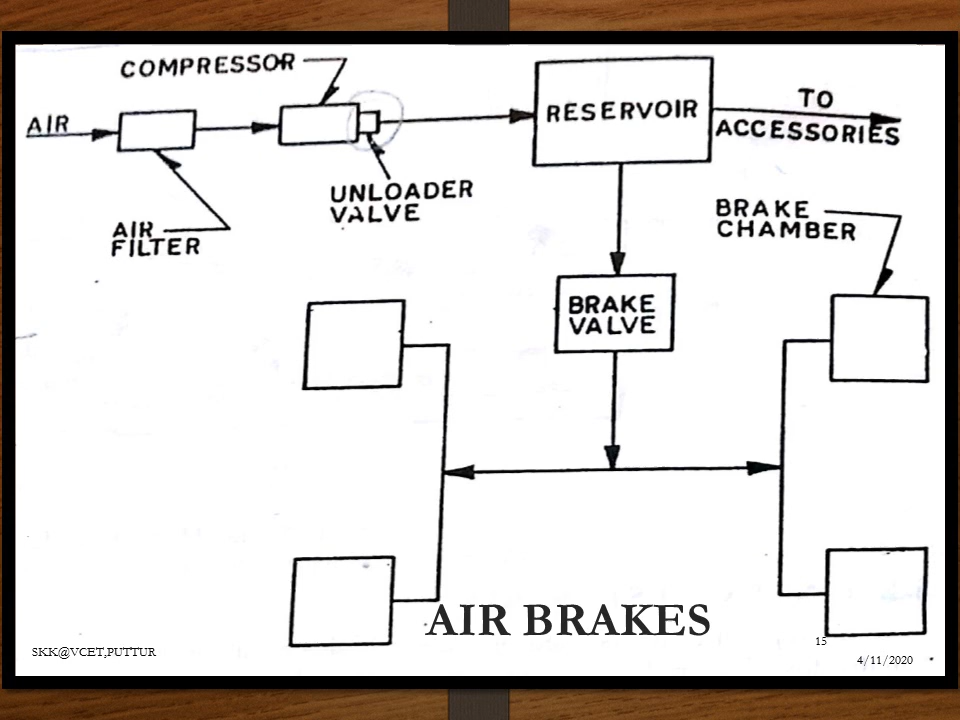 COMPRESSOR
AIR
AIR
FILTER
UNLOADER
VALVE
RESERVOIR
TO
ACCESSORIES
BRAKE
CHAMBER
BRAKE
VALVE
AIR BRAKES
15
SKK@VCET,PUTTUR
4/11/2020